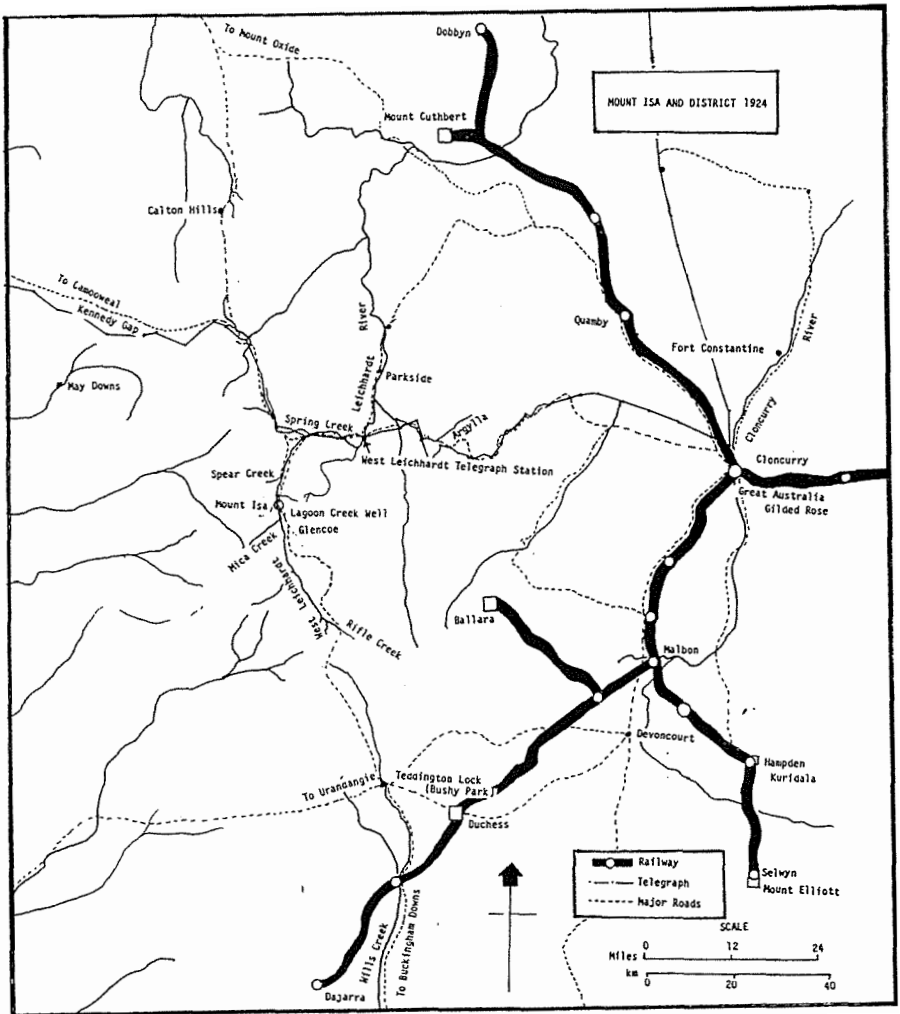 To Mount Oxide
Dobbyn
MOUNT ISA AND DISTRICT 1924
Mount Cuthbert
Calton Hills
To Camooweal
Kennedy Gap
River
Leichhardt
Quamby
Fort Constantine
River
Cloncurry
May Downs
Parkside
Spring Creek
Argylla
West Leichhardt Telegraph Station
Cloncurry
Spear Creek
Great Australia
Gilded Rose
Mount Isa
Lagoon Creek Well
Glencoe
Mica Creek
West Leichhardt
Rifle Creek
Ballara
Malbon
Devoncourt
Hampden
Kuridala
To Urandangie
Teddington Lock
(Bushy Park)
Duchess
Selwyn
Mount Elliott
Wills Creek
To Buckingham Downs
Dajarra
Railway
Telegraph
Major Roads
SCALE
0 12 24
Miles
km
0 20 40